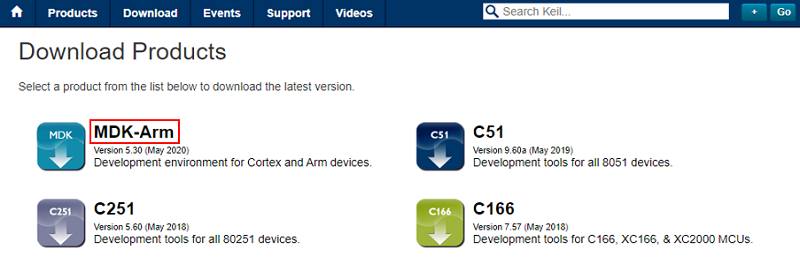 Products Download Events Support Videos Search Keil... + Go
Download Products
Select a product from the list below to download the latest version.
MDK MDK-Arm
Version 5.30 (May 2020)
Development environment for Cortex and Arm devices.
C51 C51
Version 9.60a (May 2019)
Development tools for all 8051 devices.
C251 C251
Version 5.60 (May 2018)
Development tools for all 80251 devices.
C166 C166
Version 7.57 (May 2018)
Development tools for C166, XC166, & XC2000 MCUs.